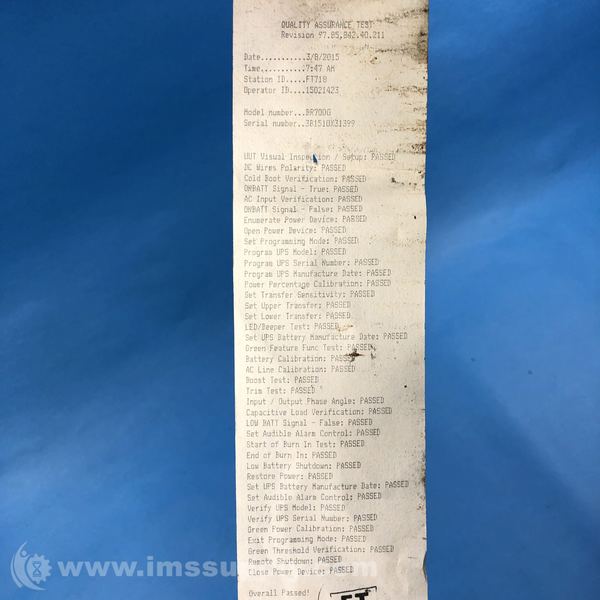 QUALITY ASSURANCE TEST
Revision 97.85,842.40.211
Date..........3/8/2015
Time..........7:47 AM
Station ID.....FT718
Operator ID....15021423
Model number...BR700G
Serial number..3B1510X31399
UUT Visual Inspection / Setup: PASSED
DC Wires Polarity: PASSED
Cold Boot Verification: PASSED
ONBATT Signal - True: PASSED
AC Input Verification: PASSED
ONBATT Signal - False: PASSED
Enumerate Power Device: PASSED
Open Power Device: PASSED
Set Programming Mode: PASSED
Program UPS Model: PASSED
Program UPS Serial Number: PASSED
Program UPS Manufacture Date: PASSED
Power Percentage Calibration: PASSED
Set Transfer Sensitivity: PASSED
Set Upper Transfer: PASSED
Set Lower Transfer: PASSED
LED/Beeper Test: PASSED
Set UPS Battery Manufacture Date: PASSED
Green Feature Func Test: PASSED
Battery Calibration: PASSED
AC Line Calibration: PASSED
Boost Test: PASSED
Trim Test: PASSED
Input / Output Phase Angle: PASSED
Capacitive Load Verification: PASSED
LOW BATT Signal - False: PASSED
Set Audible Alarm Control: PASSED
Start of Burn In Test: PASSED
End of Burn In: PASSED
Low Battery Shutdown: PASSED
Restore Power: PASSED
Set UPS Battery Manufacture Date: PASSED
Set Audible Alarm Control: PASSED
Verify UPS Model: PASSED
Verify UPS Serial Number: PASSED
Green Power Calibration: PASSED
Exit Programming Mode: PASSED
Green Threshold Verification: PASSED
Remote Shutdown: PASSED
Close Power Device: PASSED
Overall Passed!
www.imssu